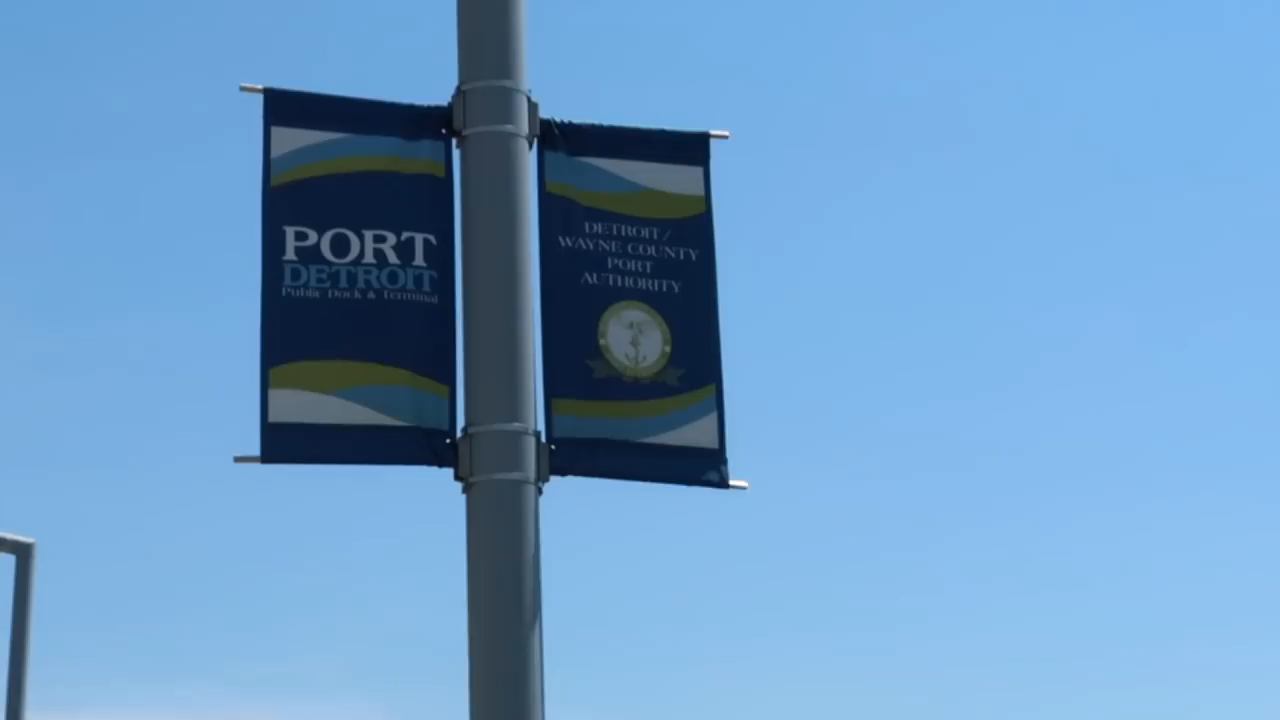 PORT
DETROIT
Public Dock & Terminal
DETROIT/
WAYNE COUNTY
PORT
AUTHORITY